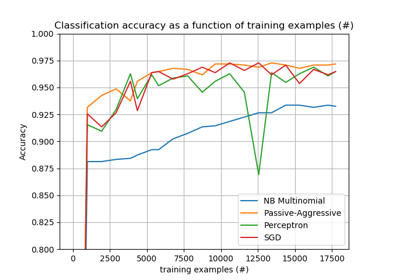 Classification accuracy as a function of training examples (#)
1.000
0.975
0.950
0.925
0.900
0.875
0.850
0.825
0.800
Accuracy
NB Multinomial
Passive-Aggressive
Perceptron
SGD
0 2500 5000 7500 10000 12500 15000 17500
training examples (#)